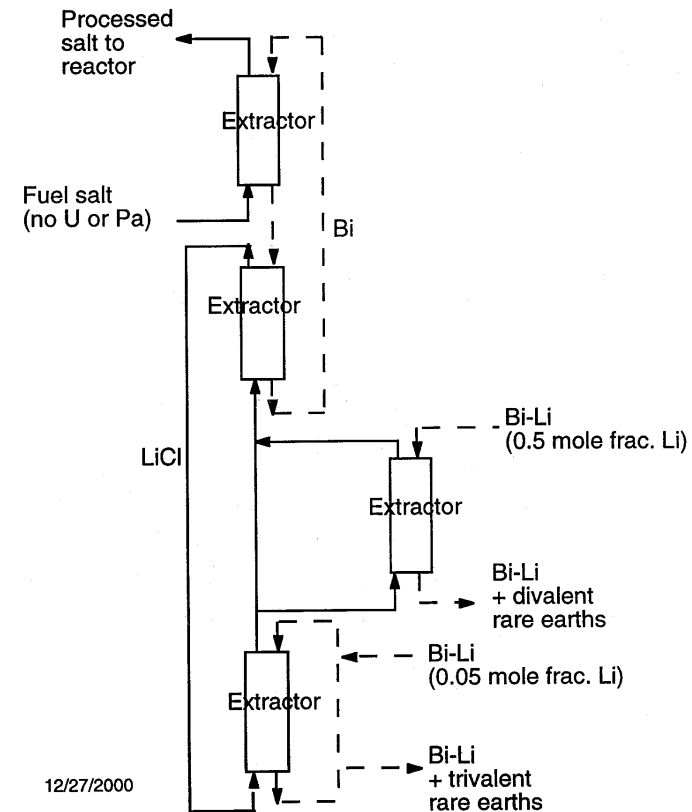 Processed
salt to
reactor
Extractor
Fuel salt
(no U or Pa)
Bi
Extractor
Bi-Li
(0.5 mole frac. Li)
LiCl
Extractor
Bi-Li
+ divalent
rare earths
Bi-Li
(0.05 mole frac. Li)
Extractor
Bi-Li
+ trivalent
rare earths
12/27/2000